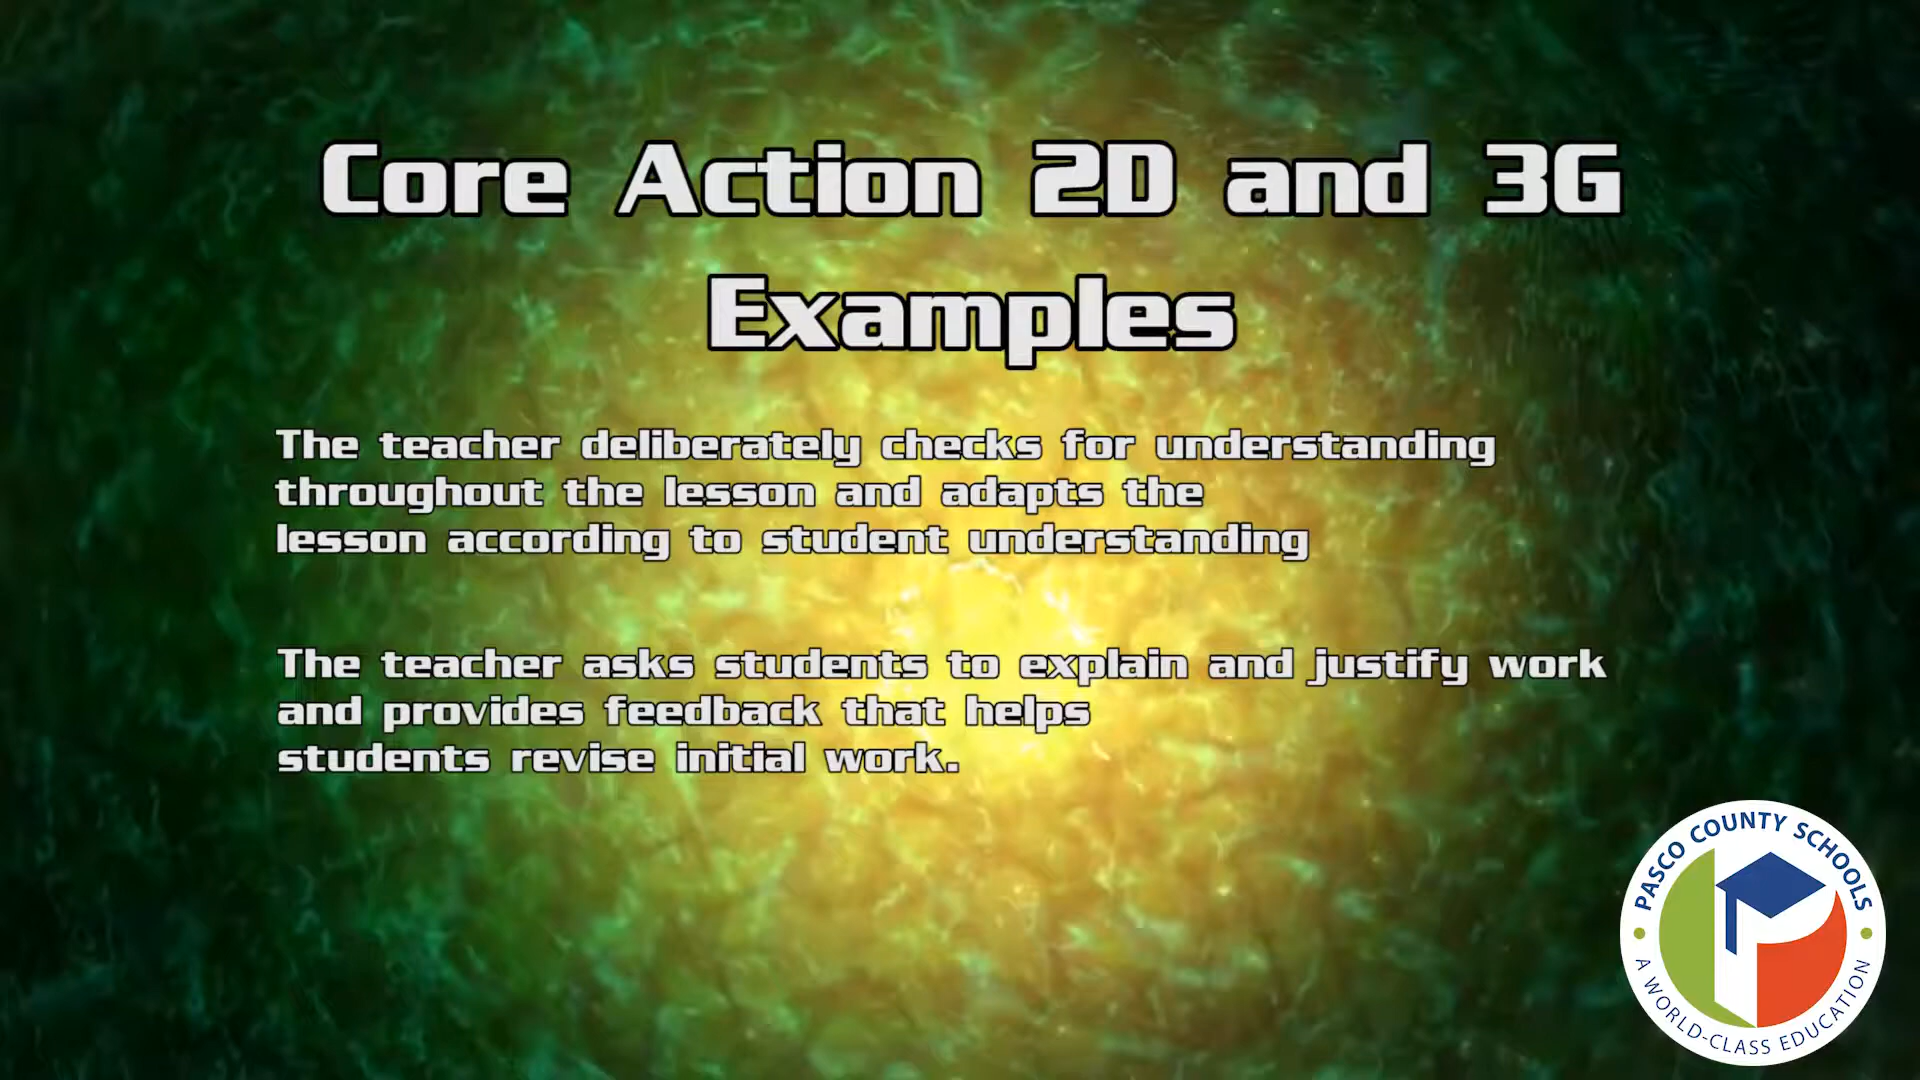 Core Action 2D and 3G
Examples
The teacher deliberately checks for understanding
throughout the lesson and adapts the
lesson according to student understanding
The teacher asks students to explain and justify work
and provides feedback that helps
students revise initial work.
PASCO COUNTY SCHOOLS
A WORLD-CLASS EDUCATION